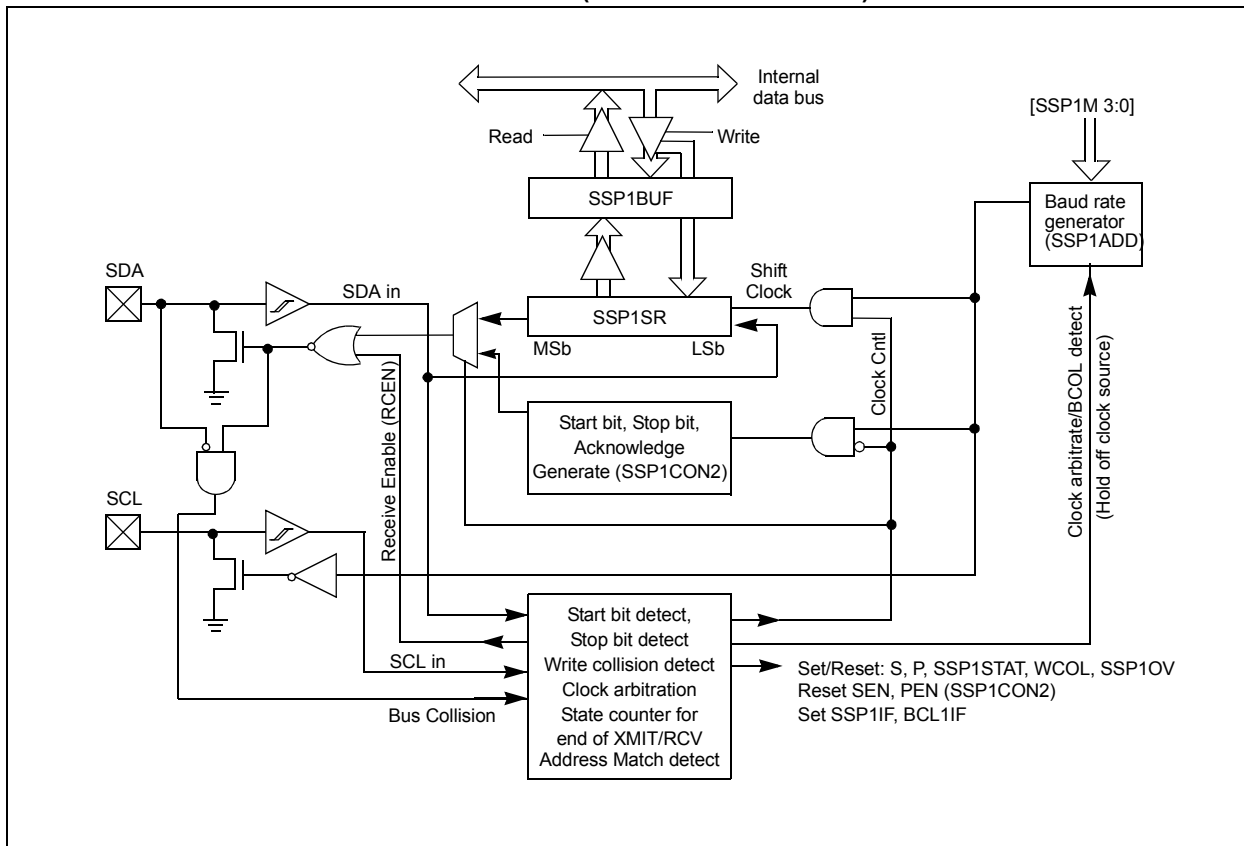 Internal
data bus
[SSP1M 3:0]
Read
Write
SSP1BUF
Baud rate
generator
(SSP1ADD)
SDA
Shift
Clock
SDA in
SSP1SR
MSb
LSb
Clock Cntl
Receive Enable (RCEN)
Clock arbitrate/BCOL detect
(Hold off clock source)
Start bit, Stop bit,
Acknowledge
Generate (SSP1CON2)
SCL
Start bit detect,
Stop bit detect
Write collision detect
Clock arbitration
State counter for
end of XMIT/RCV
Address Match detect
SCL in
Bus Collision
Set/Reset: S, P, SSP1STAT, WCOL, SSP1OV
Reset SEN, PEN (SSP1CON2)
Set SSP1IF, BCL1IF